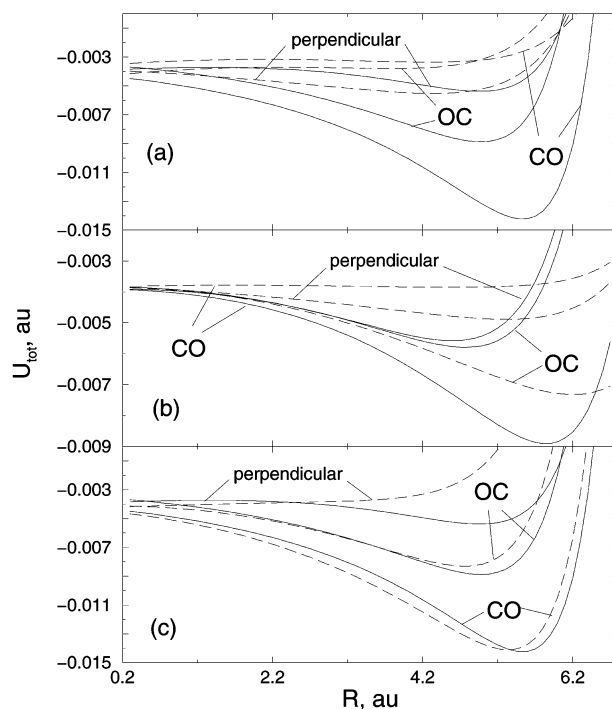 -0.003
perpendicular
-0.007
OC
(a)
CO
-0.011
-0.015
-0.003
perpendicular
-0.005
CO
OC
-0.007
(b)
-0.009
U_tot, au
perpendicular
-0.003
OC
-0.007
-0.011
CO
(c)
-0.015
0.2 2.2 4.2 6.2
R, au